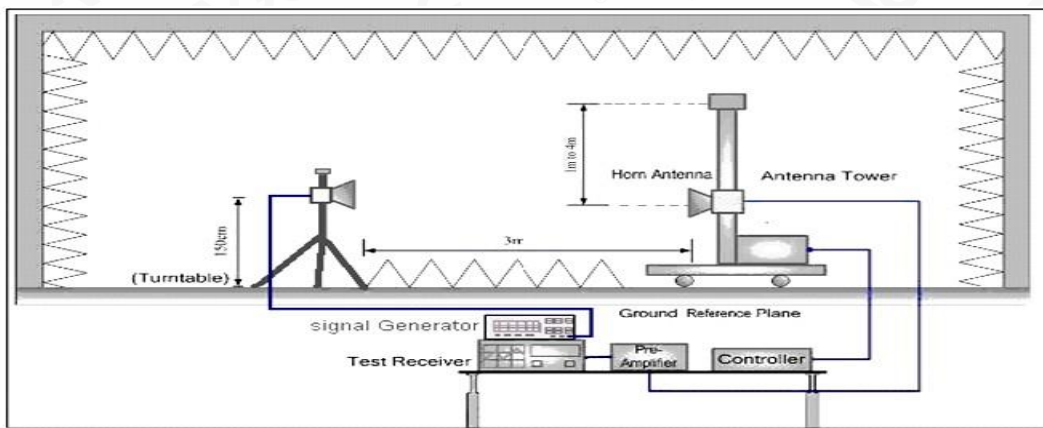 1m to 4m
Horn Antenna
Antenna Tower
150cm
3m
(Turntable)
Ground Reference Plane
signal Generator
Test Receiver
Pre-
Amplifier
Controller